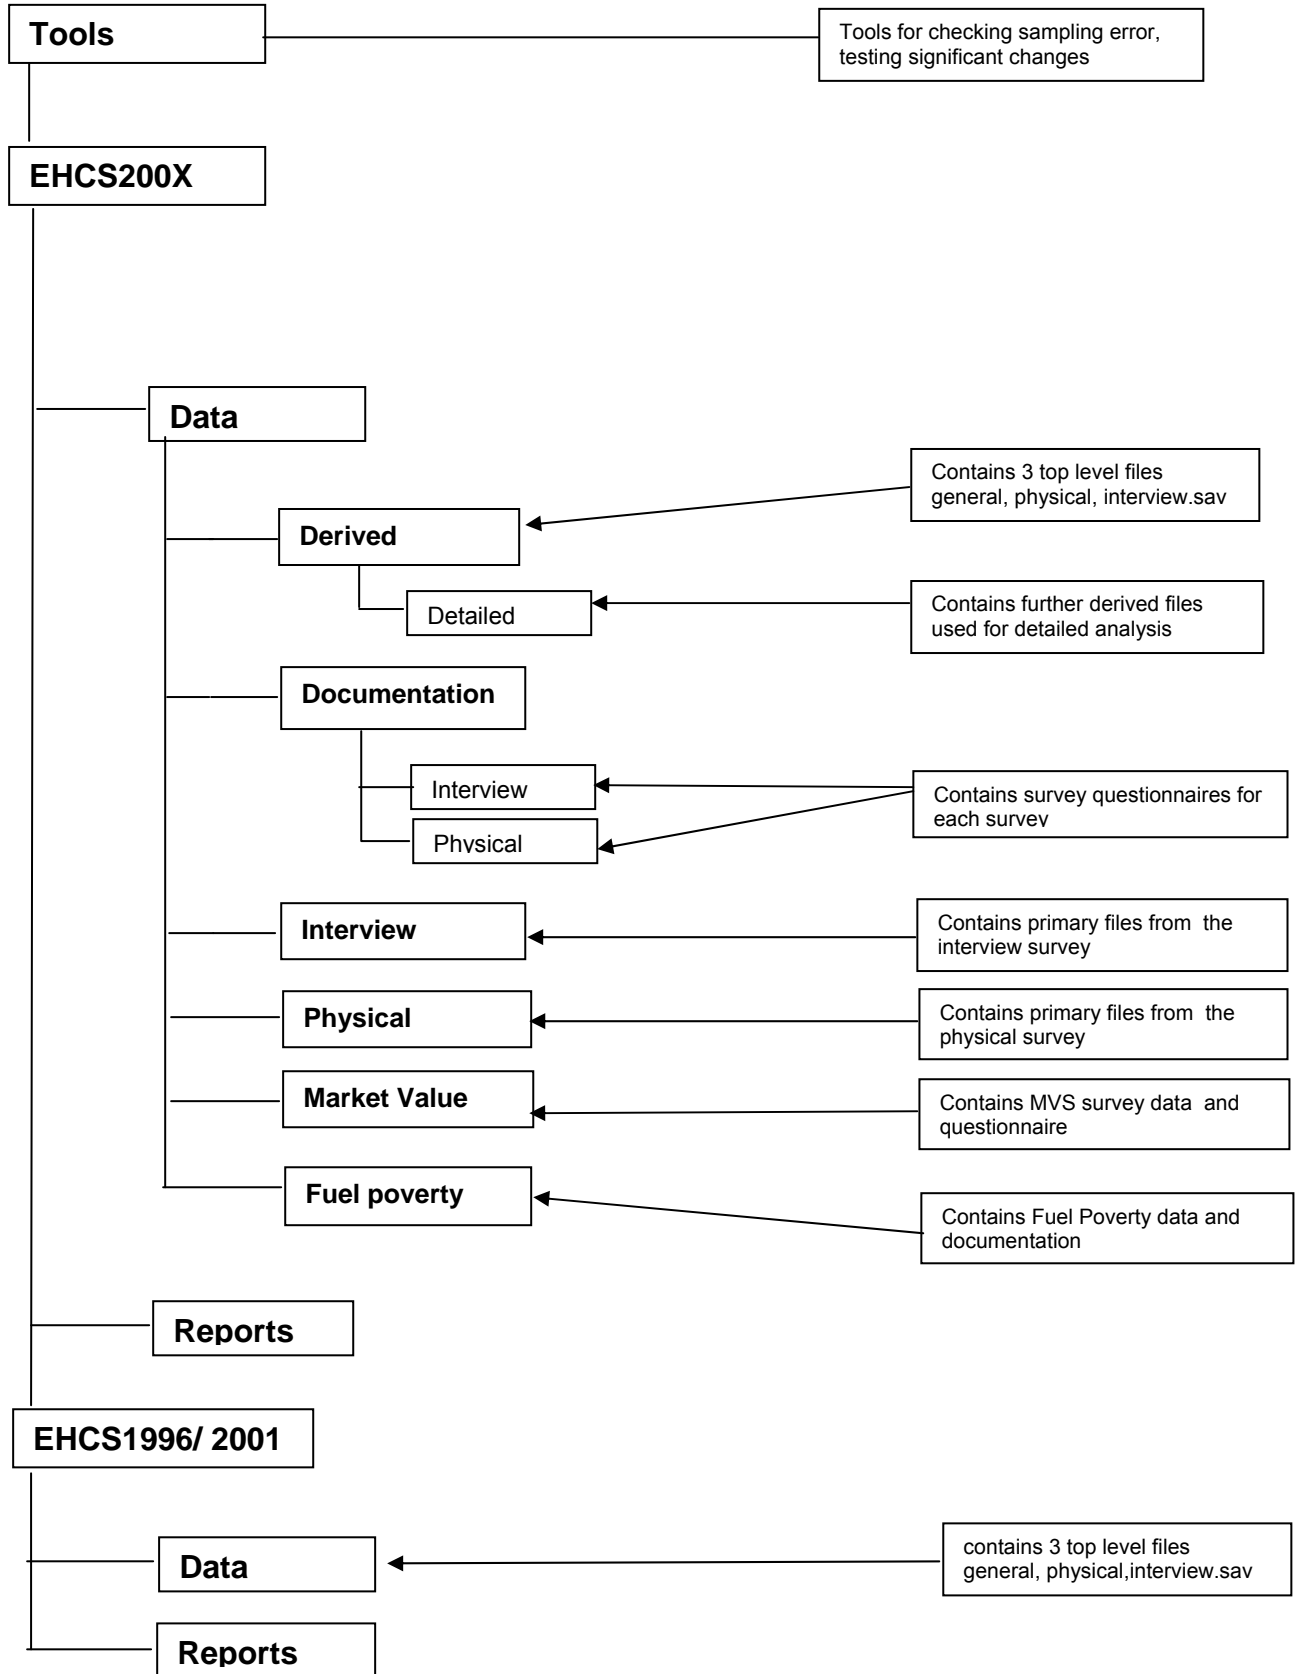 Tools
Tools for checking sampling error,
testing significant changes
EHCS200X
Data
Contains 3 top level files
general, physical, interview.sav
Derived
Contains further derived files
used for detailed analysis
Detailed
Documentation
Interview
Contains survey questionnaires for
each survey
Physical
Interview
Contains primary files from the
interview survey
Physical
Contains primary files from the
physical survey
Market Value
Contains MVS survey data and
questionnaire
Fuel poverty
Contains Fuel Poverty data and
documentation
Reports
EHCS1996/ 2001
Data
contains 3 top level files
general, physical,interview.sav
Reports